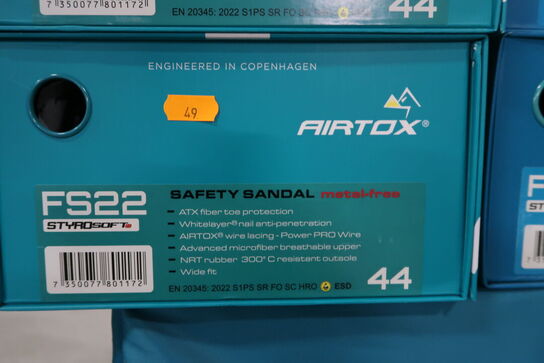 7 350077 801172
EN 20345: 2022 S1PS SR FO SC HRO ESD
44
ENGINEERED IN COPENHAGEN
49
AIRTOX®
FS22
STYROSOFT
SAFETY SANDAL metal-free
- ATX fiber toe protection
- Whitelayer® nail anti-penetration
- AIRTOX® wire lacing - Power PRO Wire
- Advanced microfiber breathable upper
- NRT rubber 300° C resistant outsole
- Wide fit
7 350077 801172
EN 20345: 2022 S1PS SR FO SC HRO ESD
44